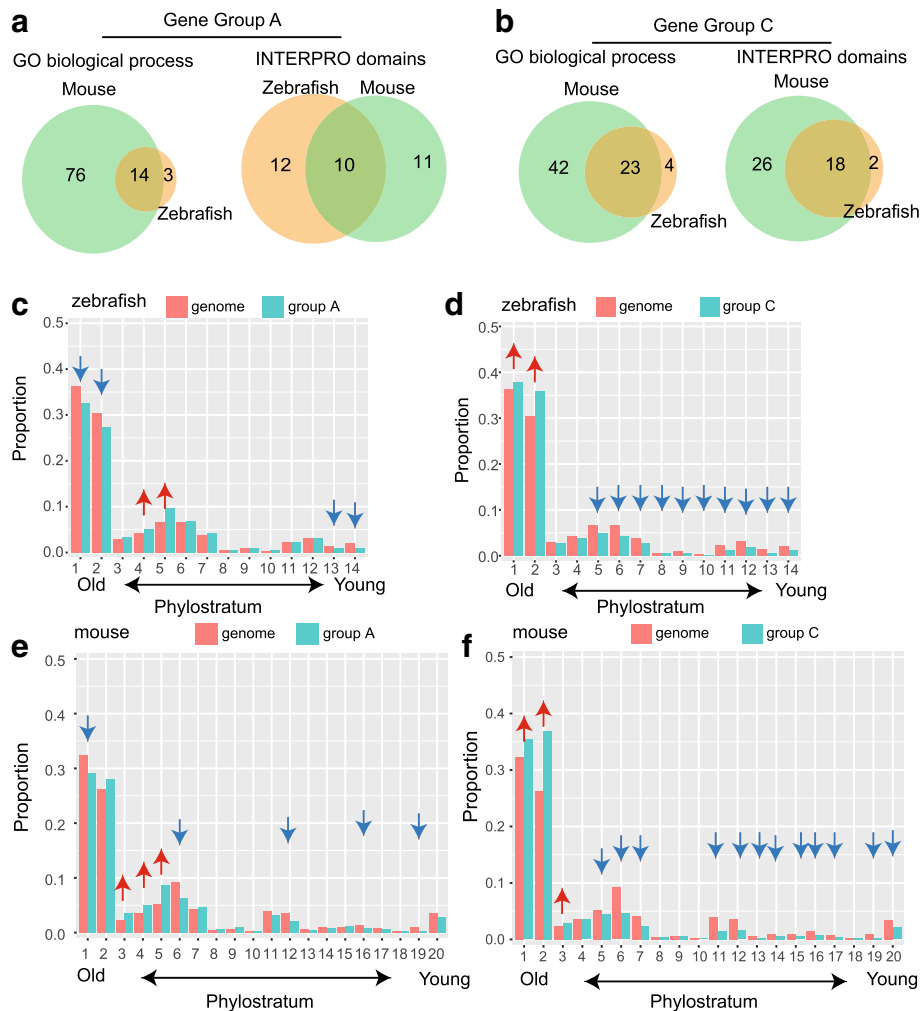 a Gene Group A
GO biological process INTERPRO domains
Mouse Zebrafish Mouse
76 14 3 12 10 11
Zebrafish
b Gene Group C
GO biological process INTERPRO domains
Mouse Mouse
42 23 4 26 18 2
Zebrafish Zebrafish
c zebrafish genome group A
Proportion
0.5
0.4
0.3
0.2
0.1
0.0
1 2 3 4 5 6 7 8 9 10 11 12 13 14
Old Young
Phylostratum
d zebrafish genome group C
Proportion
0.5
0.4
0.3
0.2
0.1
0.0
1 2 3 4 5 6 7 8 9 10 11 12 13 14
Old Young
Phylostratum
e mouse genome group A
Proportion
0.5
0.4
0.3
0.2
0.1
0.0
1 2 3 4 5 6 7 8 9 10 11 12 13 14 15 16 17 18 19 20
Old Young
Phylostratum
f mouse genome group C
Proportion
0.5
0.4
0.3
0.2
0.1
0.0
1 2 3 4 5 6 7 8 9 10 11 12 13 14 15 16 17 18 19 20
Old Young
Phylostratum